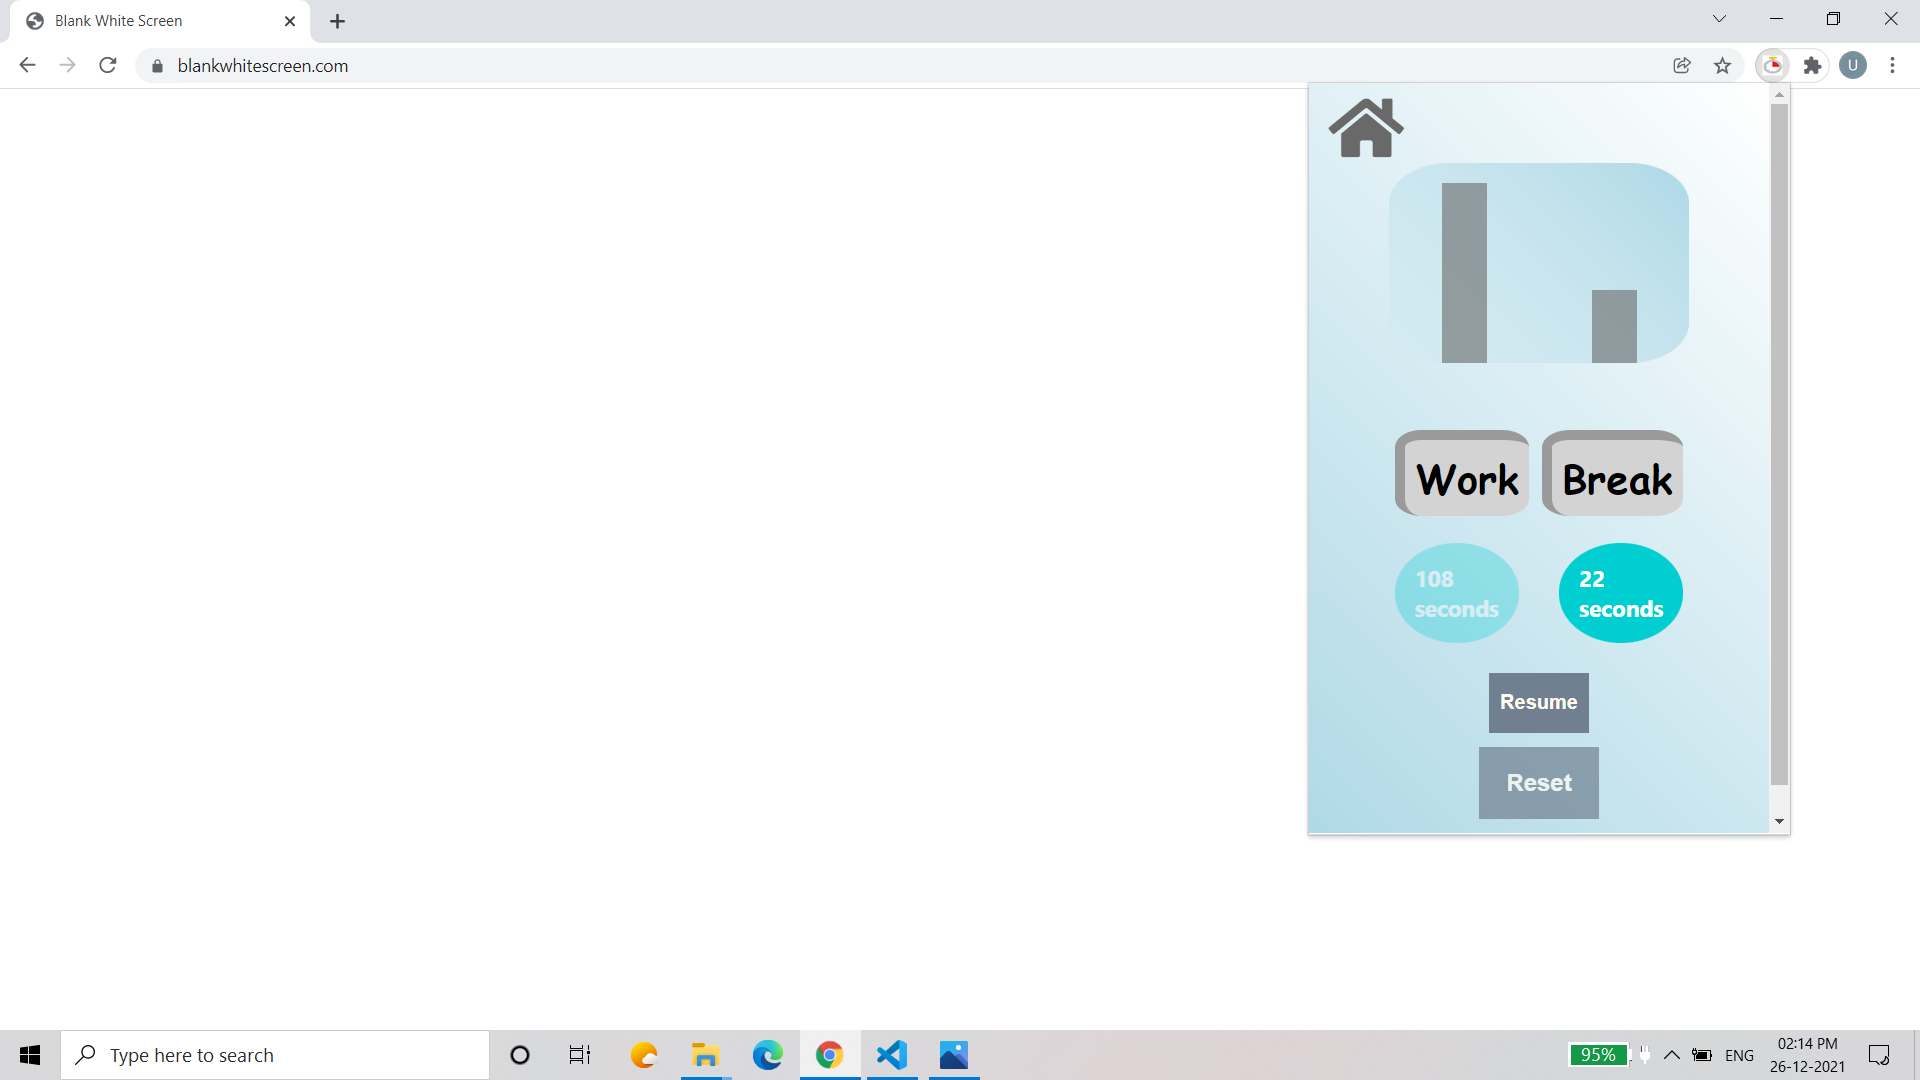 Blank White Screen
blankwhitescreen.com
U
Work Break
108 seconds
22 seconds
Resume
Reset
Type here to search
95%
ENG
02:14 PM
26-12-2021